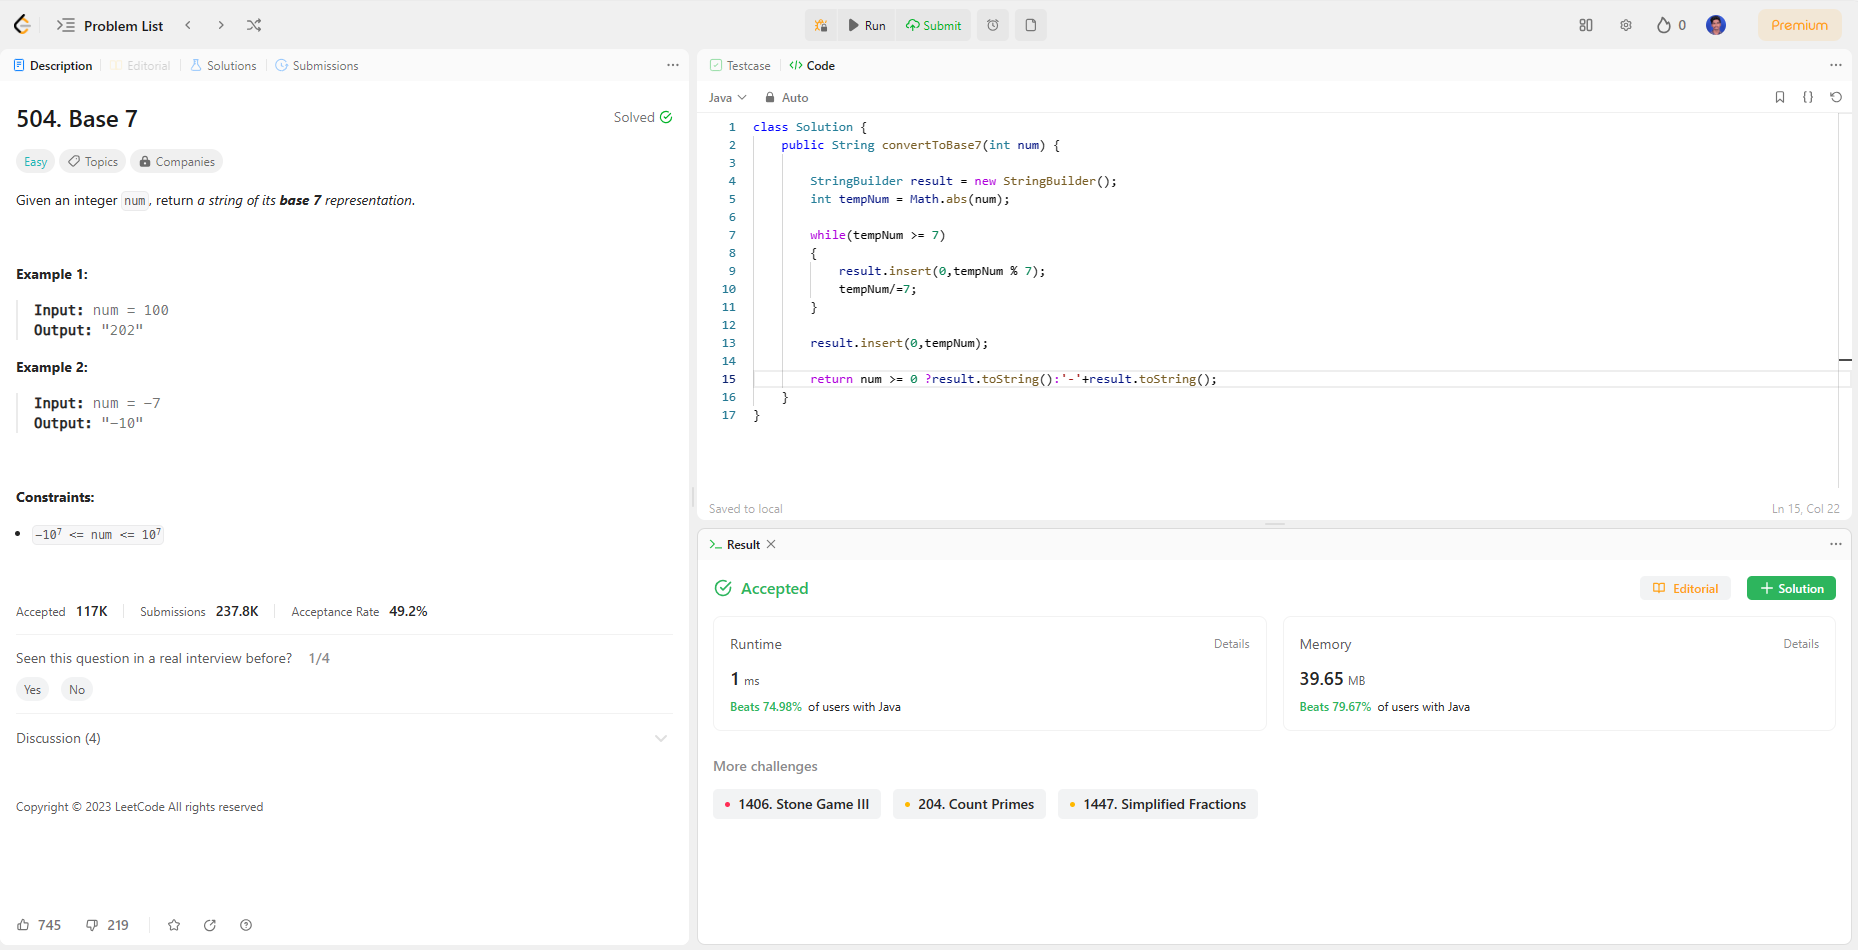 Problem List
Run
Submit
0
Premium
Description
Editorial
Solutions
Submissions
504. Base 7
Solved
Easy
Topics
Companies
Given an integer num, return a string of its base 7 representation.
Example 1:
Input: num = 100
Output: "202"
Example 2:
Input: num = -7
Output: "-10"
Constraints:
-10⁷ <= num <= 10⁷
Accepted 117K
Submissions 237.8K
Acceptance Rate 49.2%
Seen this question in a real interview before? 1/4
Yes
No
Discussion (4)
Copyright © 2023 LeetCode All rights reserved
745
219
Testcase
</> Code
Java
Auto
1 class Solution {
2 public String convertToBase7(int num) {
3
4 StringBuilder result = new StringBuilder();
5 int tempNum = Math.abs(num);
6
7 while(tempNum >= 7)
8 {
9 result.insert(0,tempNum % 7);
10 tempNum/=7;
11 }
12
13 result.insert(0,tempNum);
14
15 return num >= 0 ?result.toString():'-'+result.toString();
16 }
17 }
Saved to local
Ln 15, Col 22
Result
Accepted
Editorial
+ Solution
Runtime
Details
1 ms
Beats 74.98% of users with Java
Memory
Details
39.65 MB
Beats 79.67% of users with Java
More challenges
1406. Stone Game III
204. Count Primes
1447. Simplified Fractions